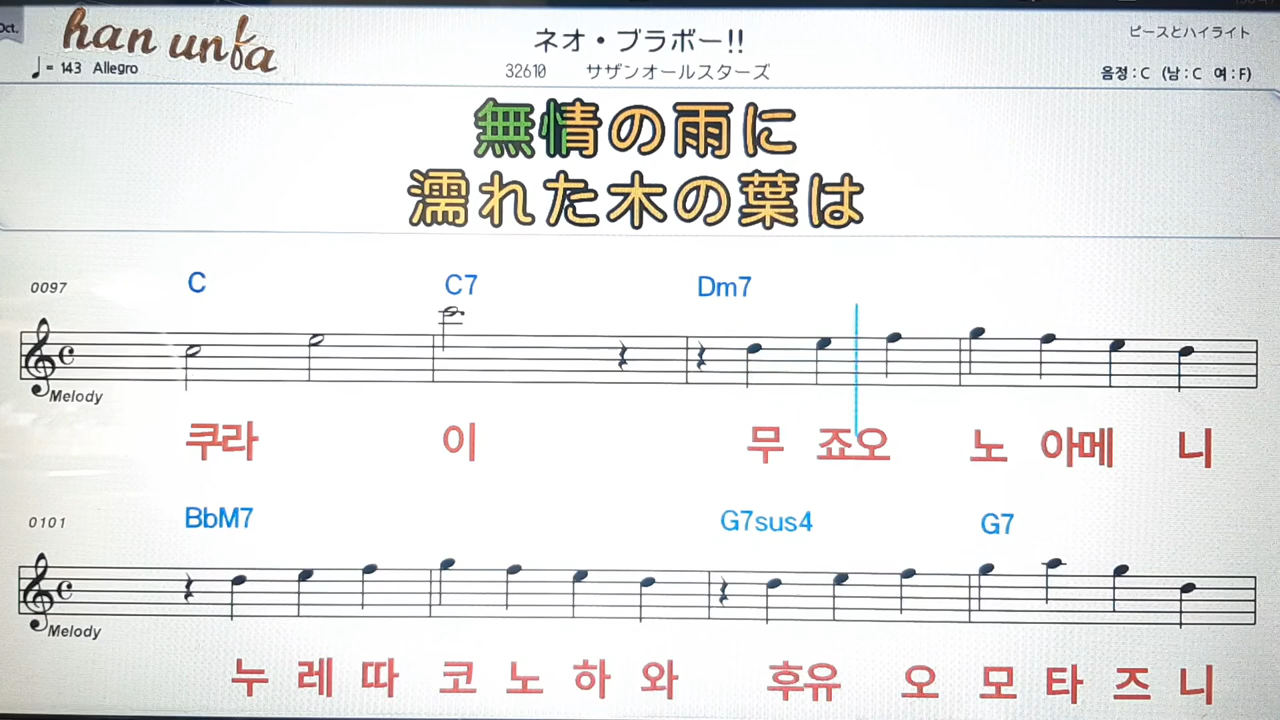 Oct.
han unfa
♩= 143 Allegro
ネオ・ブラボー!!
32610 サザンオールスターズ
ピースとハイライト
음정 : C (남 : C 여 : F)
無情の雨に
濡れた木の葉は
0097
C C7 Dm7
Melody
쿠라 이 무 죠오 노 아메 니
0101
BbM7 G7sus4 G7
Melody
누 레 따 코 노 하 와 후유 오 모 타 즈 니